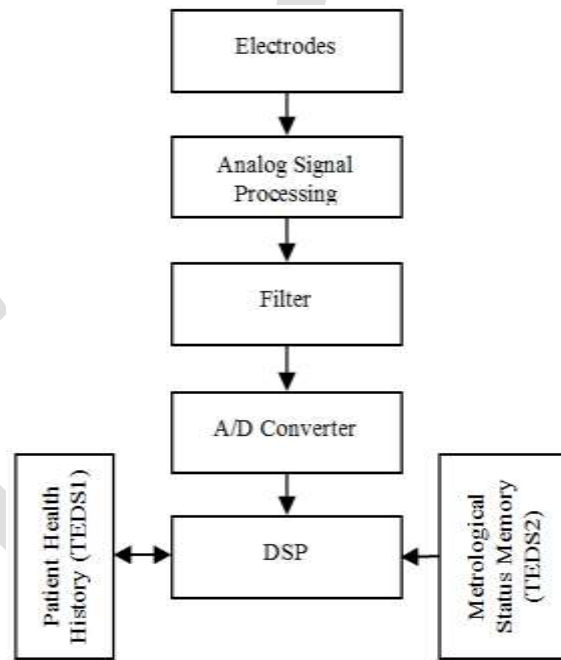 Electrodes
Analog Signal
Processing
Filter
A/D Converter
Patient Health
History (TEDS1)
DSP
Metrological
Status Memory
(TEDS2)